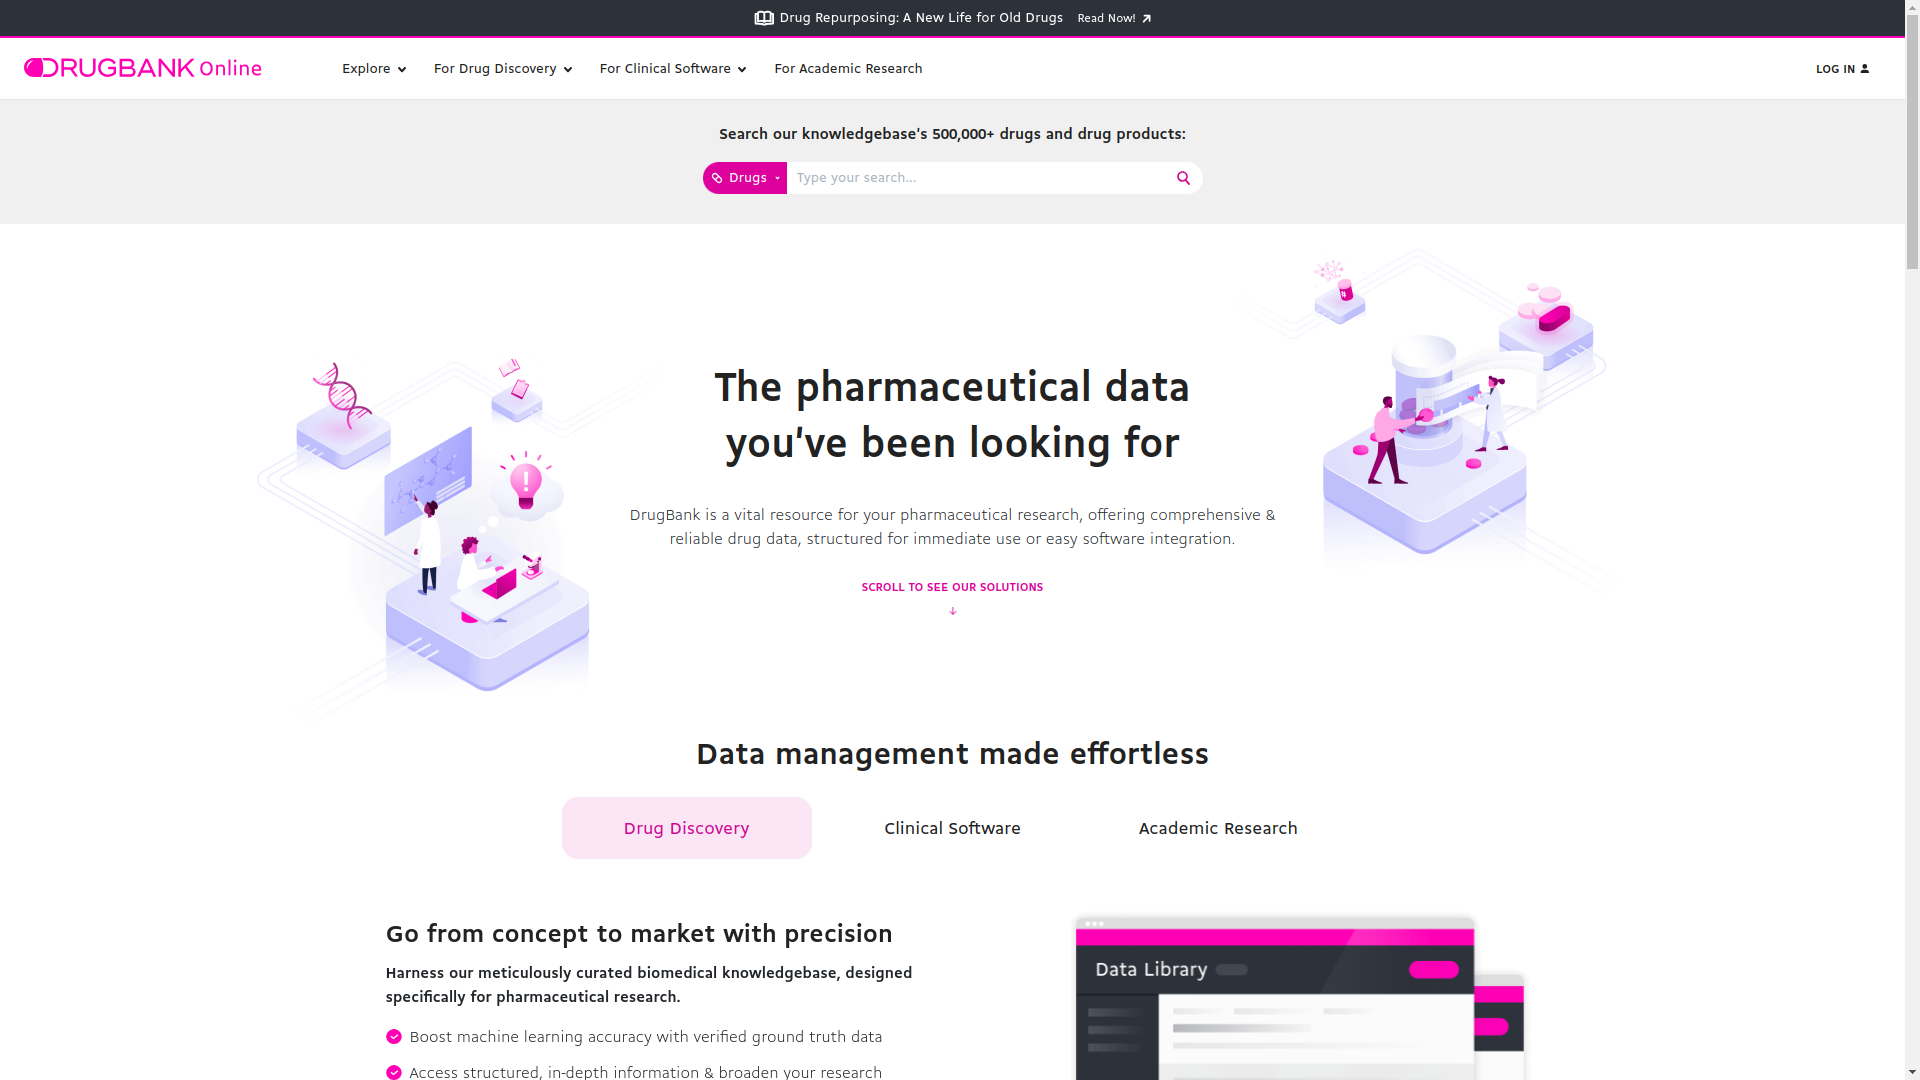 Drug Repurposing: A New Life for Old Drugs Read Now!
DRUGBANK Online
Explore
For Drug Discovery
For Clinical Software
For Academic Research
LOG IN
Search our knowledgebase's 500,000+ drugs and drug products:
Drugs
Type your search...
The pharmaceutical data
you've been looking for
DrugBank is a vital resource for your pharmaceutical research, offering comprehensive &
reliable drug data, structured for immediate use or easy software integration.
SCROLL TO SEE OUR SOLUTIONS
Data management made effortless
Drug Discovery
Clinical Software
Academic Research
Go from concept to market with precision
Harness our meticulously curated biomedical knowledgebase, designed
specifically for pharmaceutical research.
Boost machine learning accuracy with verified ground truth data
Access structured, in-depth information & broaden your research
Data Library